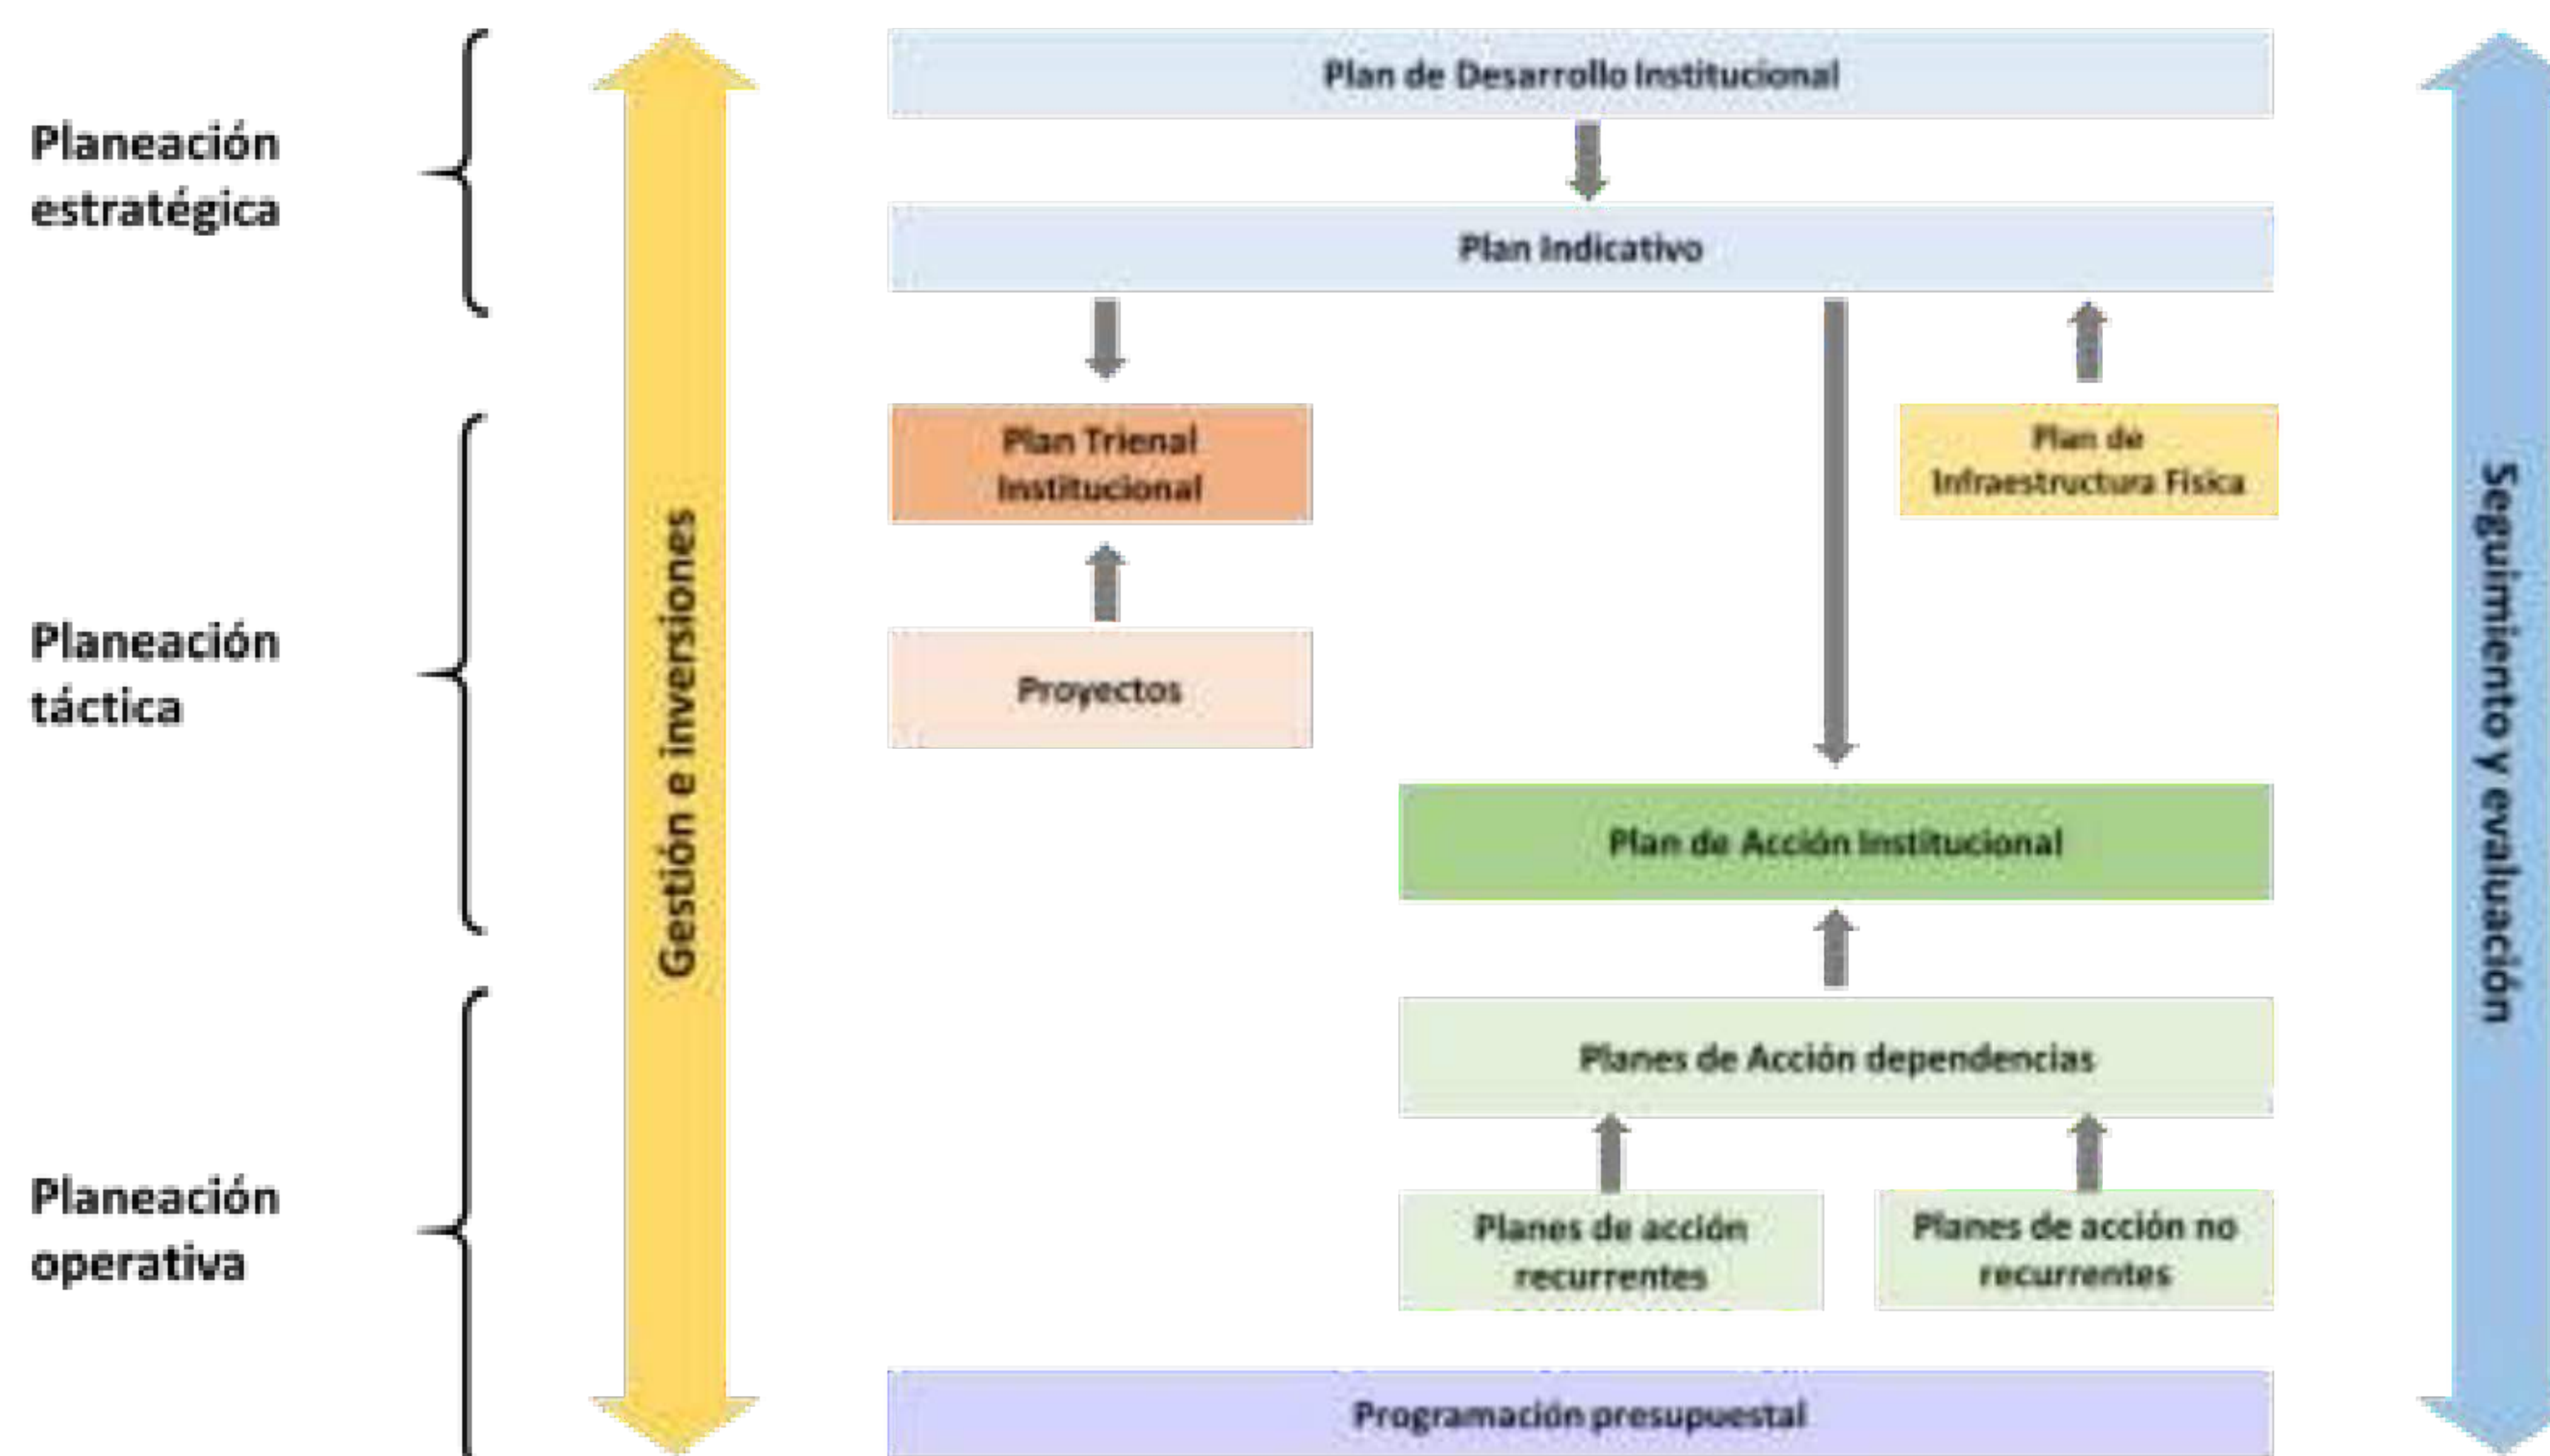 Planeación
estratégica
Planeación
táctica
Planeación
operativa
Gestión e inversiones
Plan de Desarrollo Institucional
Plan Indicativo
Plan Trienal
Institucional
Plan de
Infraestructura Física
Proyectos
Plan de Acción Institucional
Planes de Acción dependencias
Planes de acción
recurrentes
Planes de acción no
recurrentes
Programación presupuestal
Seguimiento y evaluación